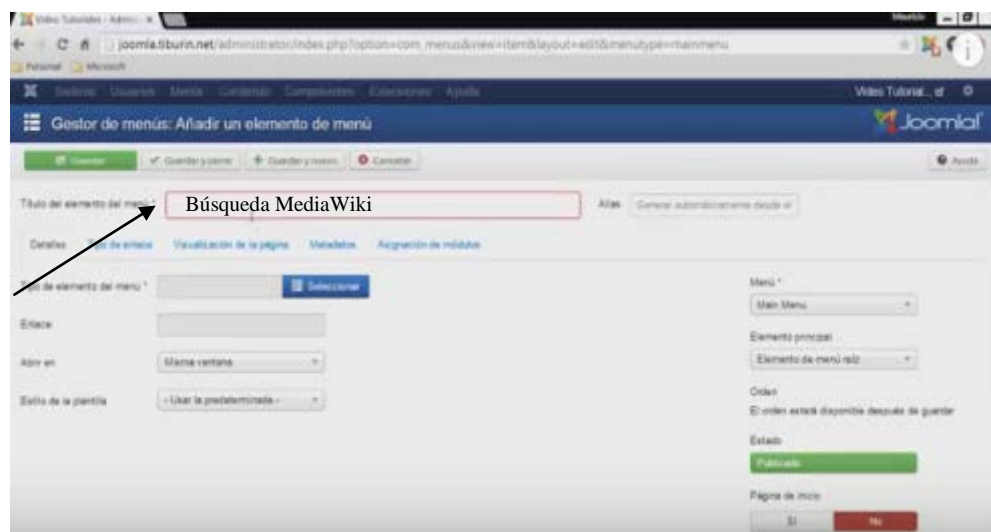 Video Tutoriales - Admini
joomla.tiburin.net/administrator/index.php?option=com_menus&view=item&layout=edit&menutype=mainmenu
Personal Microsoft
Sistema Usuarios Menús Contenido Componentes Extensiones Ayuda
Video Tutorial...
Gestor de menús: Añadir un elemento de menú
Joomla!
Guardar Guardar y cerrar Guardar y nuevo Cancelar Ayuda
Título del elemento del menú * Búsqueda MediaWiki Alias Generar automáticamente desde el
Detalles Tipo de enlace Visualización de la página Metadatos Asignación de módulos
Tipo de elemento del menú * Seleccionar
Menú *
Main Menu
Enlace
Elemento principal
Abrir en Misma ventana
Elemento de menú raíz
Estilo de la plantilla - Usar la predeterminada -
Orden
El orden estará disponible después de guardar
Estado
Publicado
Página de inicio
Sí No